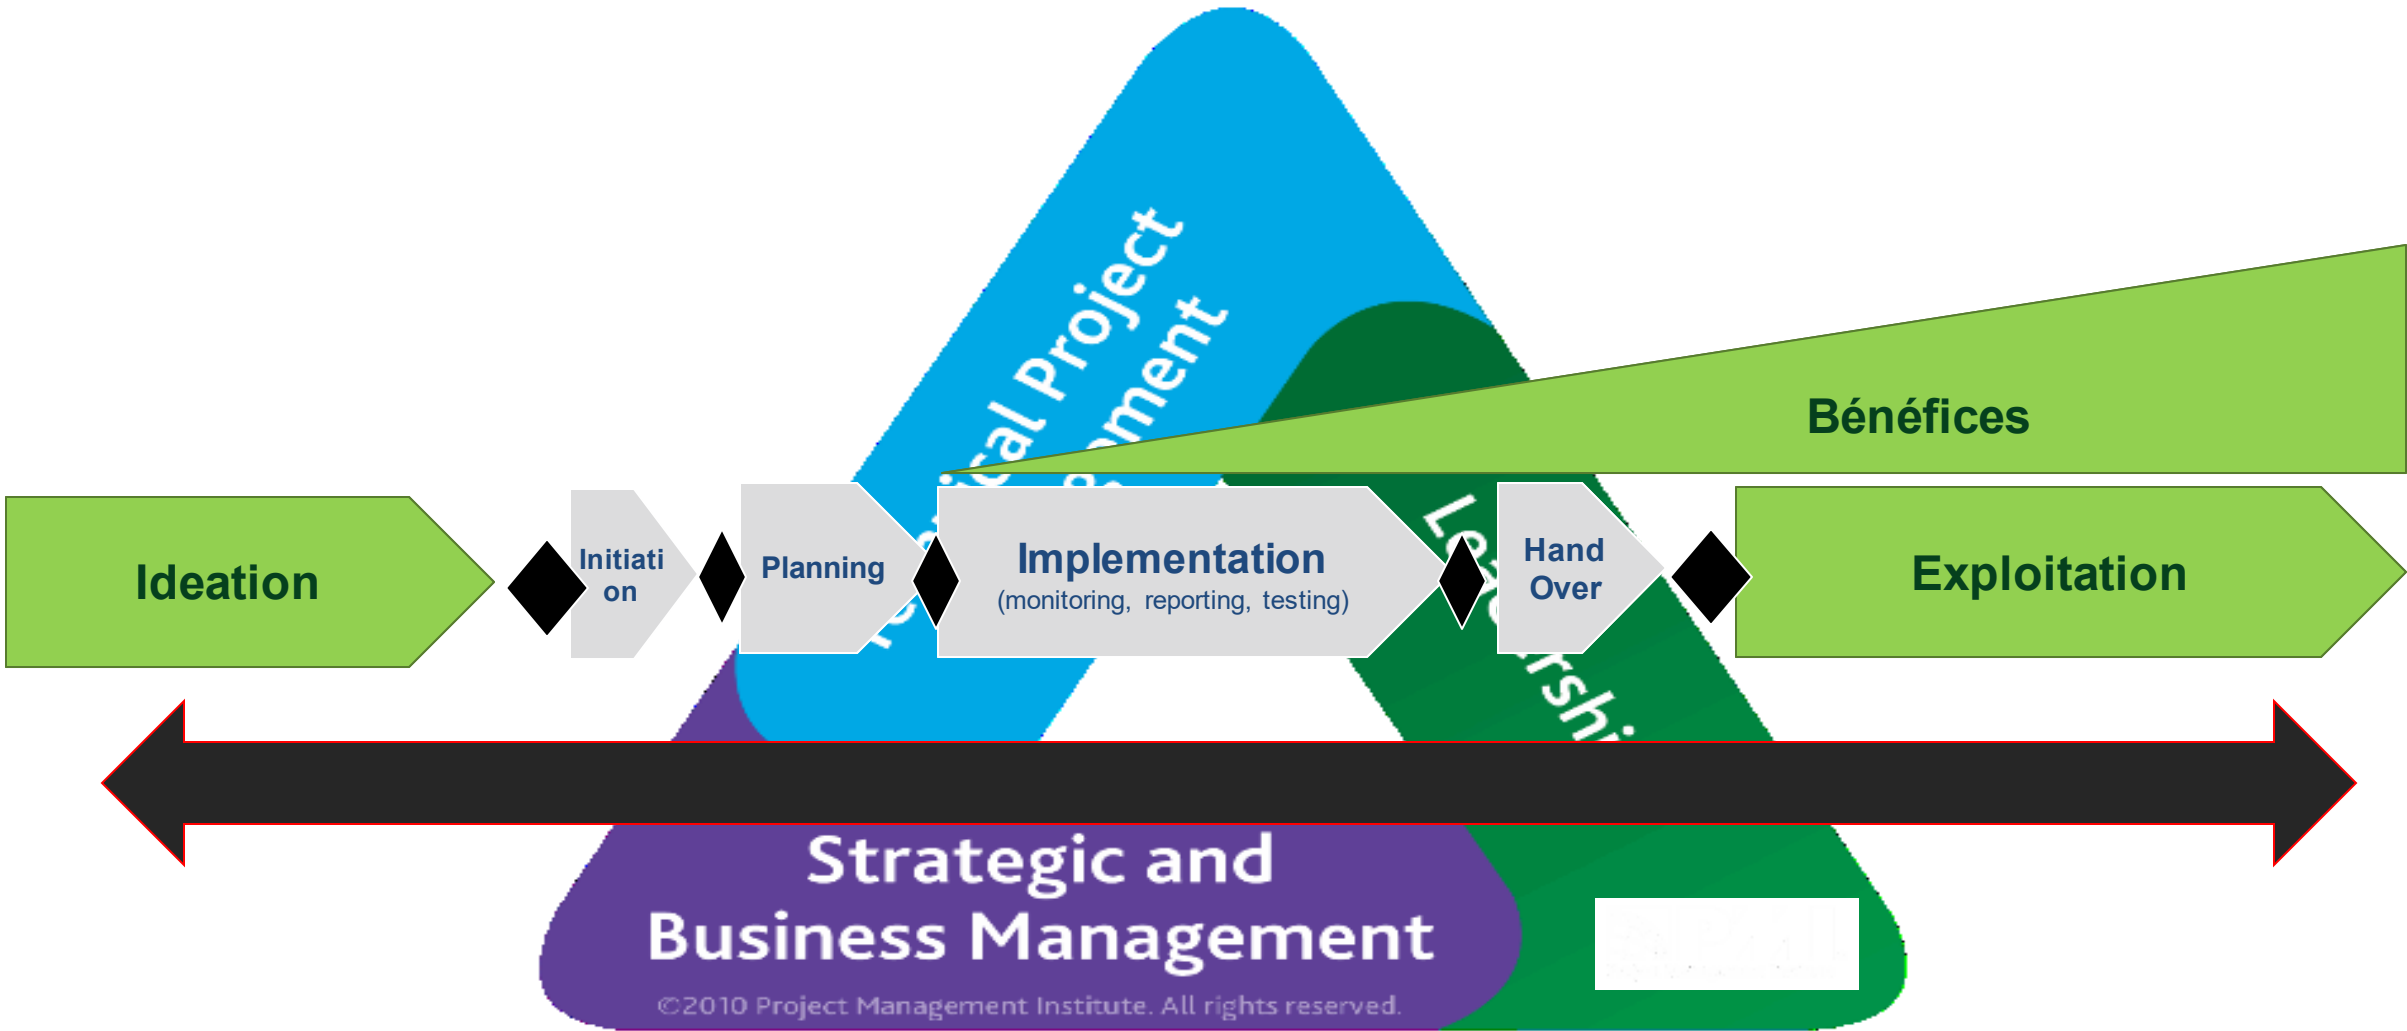 Project
Bénéfices
Ideation
Initiati
on
Planning
Implementation
(monitoring, reporting, testing)
Hand
Over
Exploitation
Strategic and
Business Management
©2010 Project Management Institute. All rights reserved.